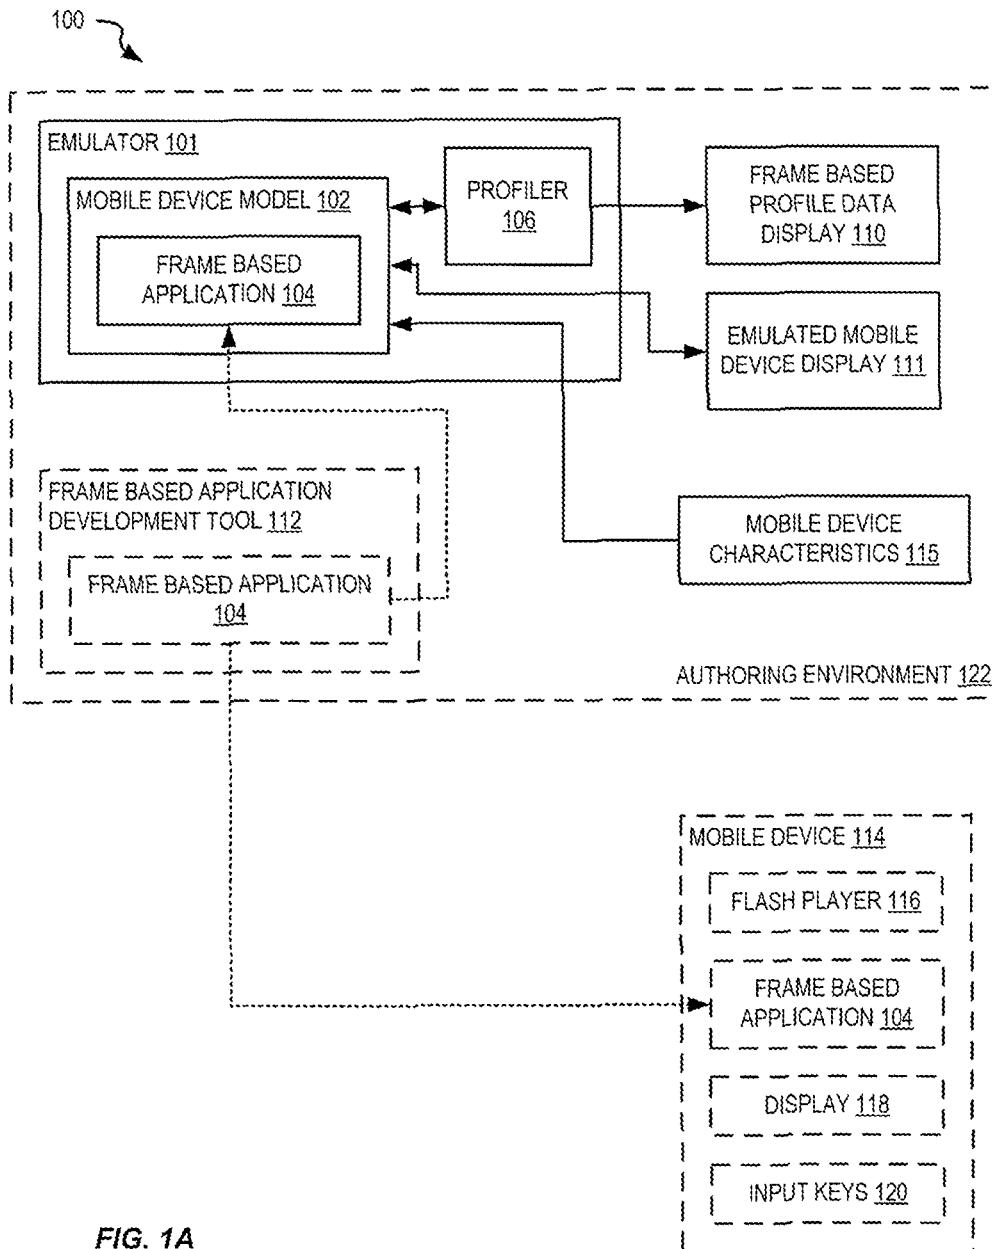 100
EMULATOR 101
MOBILE DEVICE MODEL 102
FRAME BASED
APPLICATION 104
PROFILER
106
FRAME BASED
PROFILE DATA
DISPLAY 110
EMULATED MOBILE
DEVICE DISPLAY 111
FRAME BASED APPLICATION
DEVELOPMENT TOOL 112
FRAME BASED APPLICATION
104
MOBILE DEVICE
CHARACTERISTICS 115
AUTHORING ENVIRONMENT 122
MOBILE DEVICE 114
FLASH PLAYER 116
FRAME BASED
APPLICATION 104
DISPLAY 118
INPUT KEYS 120
FIG. 1A